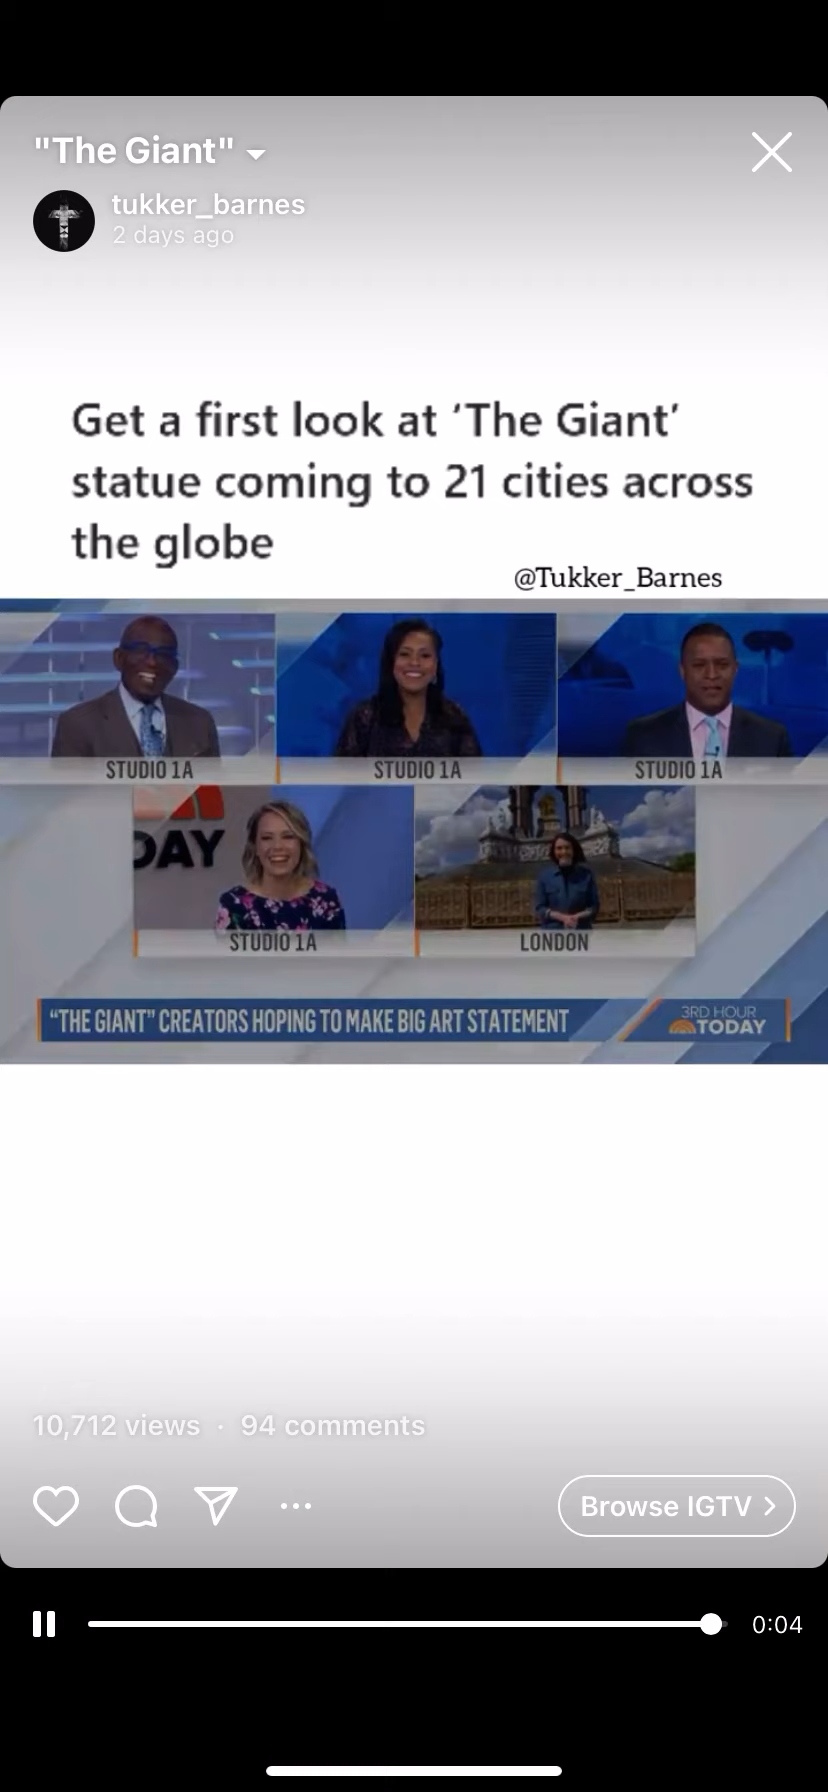 "The Giant"
tukker_barnes
2 days ago
Get a first look at ‘The Giant’
statue coming to 21 cities across
the globe
@Tukker_Barnes
STUDIO 1A
STUDIO 1A
STUDIO 1A
DAY
STUDIO 1A
LONDON
“THE GIANT” CREATORS HOPING TO MAKE BIG ART STATEMENT
3RD HOUR
TODAY
10,712 views · 94 comments
Browse IGTV
0:04